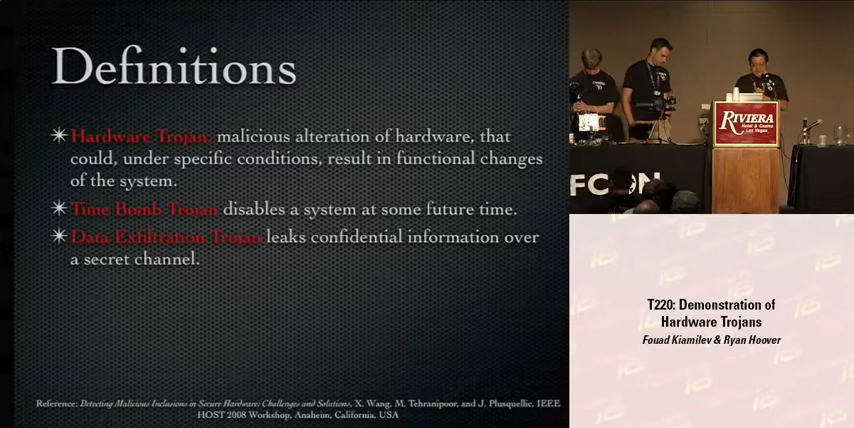 Definitions
Hardware Trojan: malicious alteration of hardware, that
could, under specific conditions, result in functional changes
of the system.
Time Bomb Trojan disables a system at some future time.
Data Exfiltration Trojan leaks confidential information over
a secret channel.
Reference: Detecting Malicious Inclusions in Secure Hardware: Challenges and Solutions, X. Wang, M. Tehranipoor, and J. Plusquellic, IEEE
HOST 2008 Workshop, Anaheim, California, USA
RIVIERA
Hotel & Casino
Las Vegas
FCON
T220: Demonstration of
Hardware Trojans
Fouad Kiamilev & Ryan Hoover